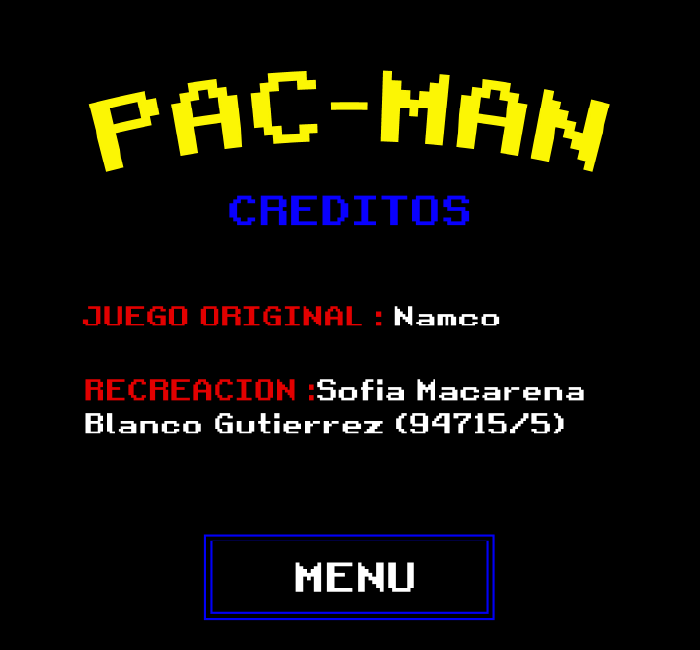 PAC-MAN
CREDITOS
JUEGO ORIGINAL : Namco
RECREACION :Sofia Macarena
Blanco Gutierrez (94715/5)
MENU